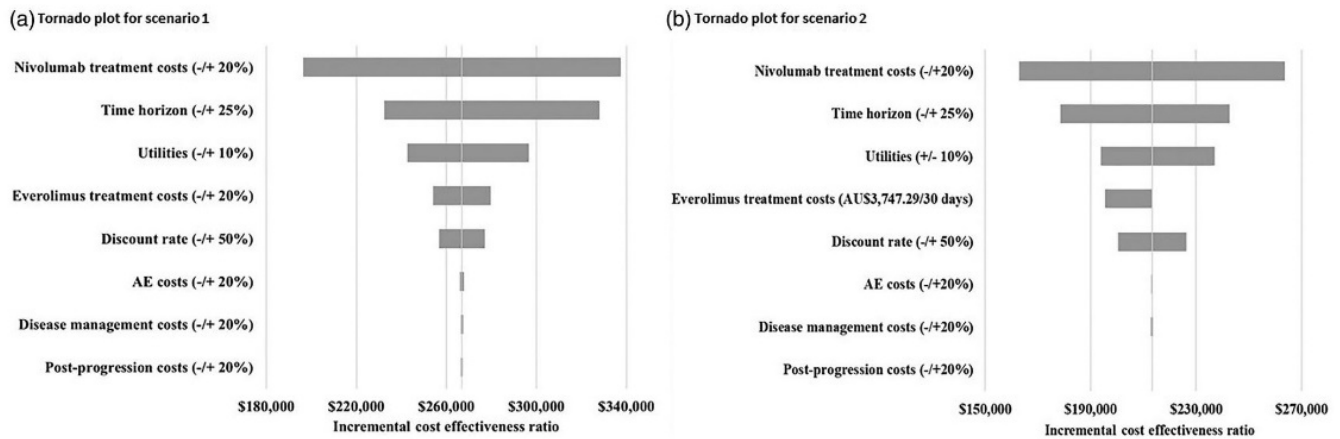 (a) Tornado plot for scenario 1
Nivolumab treatment costs (-/+ 20%)
Time horizon (-/+ 25%)
Utilities (-/+ 10%)
Everolimus treatment costs (-/+ 20%)
Discount rate (-/+ 50%)
AE costs (-/+ 20%)
Disease management costs (-/+ 20%)
Post-progression costs (-/+ 20%)
$180,000 $220,000 $260,000 $300,000 $340,000
Incremental cost effectiveness ratio
(b) Tornado plot for scenario 2
Nivolumab treatment costs (-/+20%)
Time horizon (-/+ 25%)
Utilities (+/- 10%)
Everolimus treatment costs (AU$3,747.29/30 days)
Discount rate (-/+ 50%)
AE costs (-/+20%)
Disease management costs (-/+20%)
Post-progression costs (-/+20%)
$150,000 $190,000 $230,000 $270,000
Incremental cost effectiveness ratio